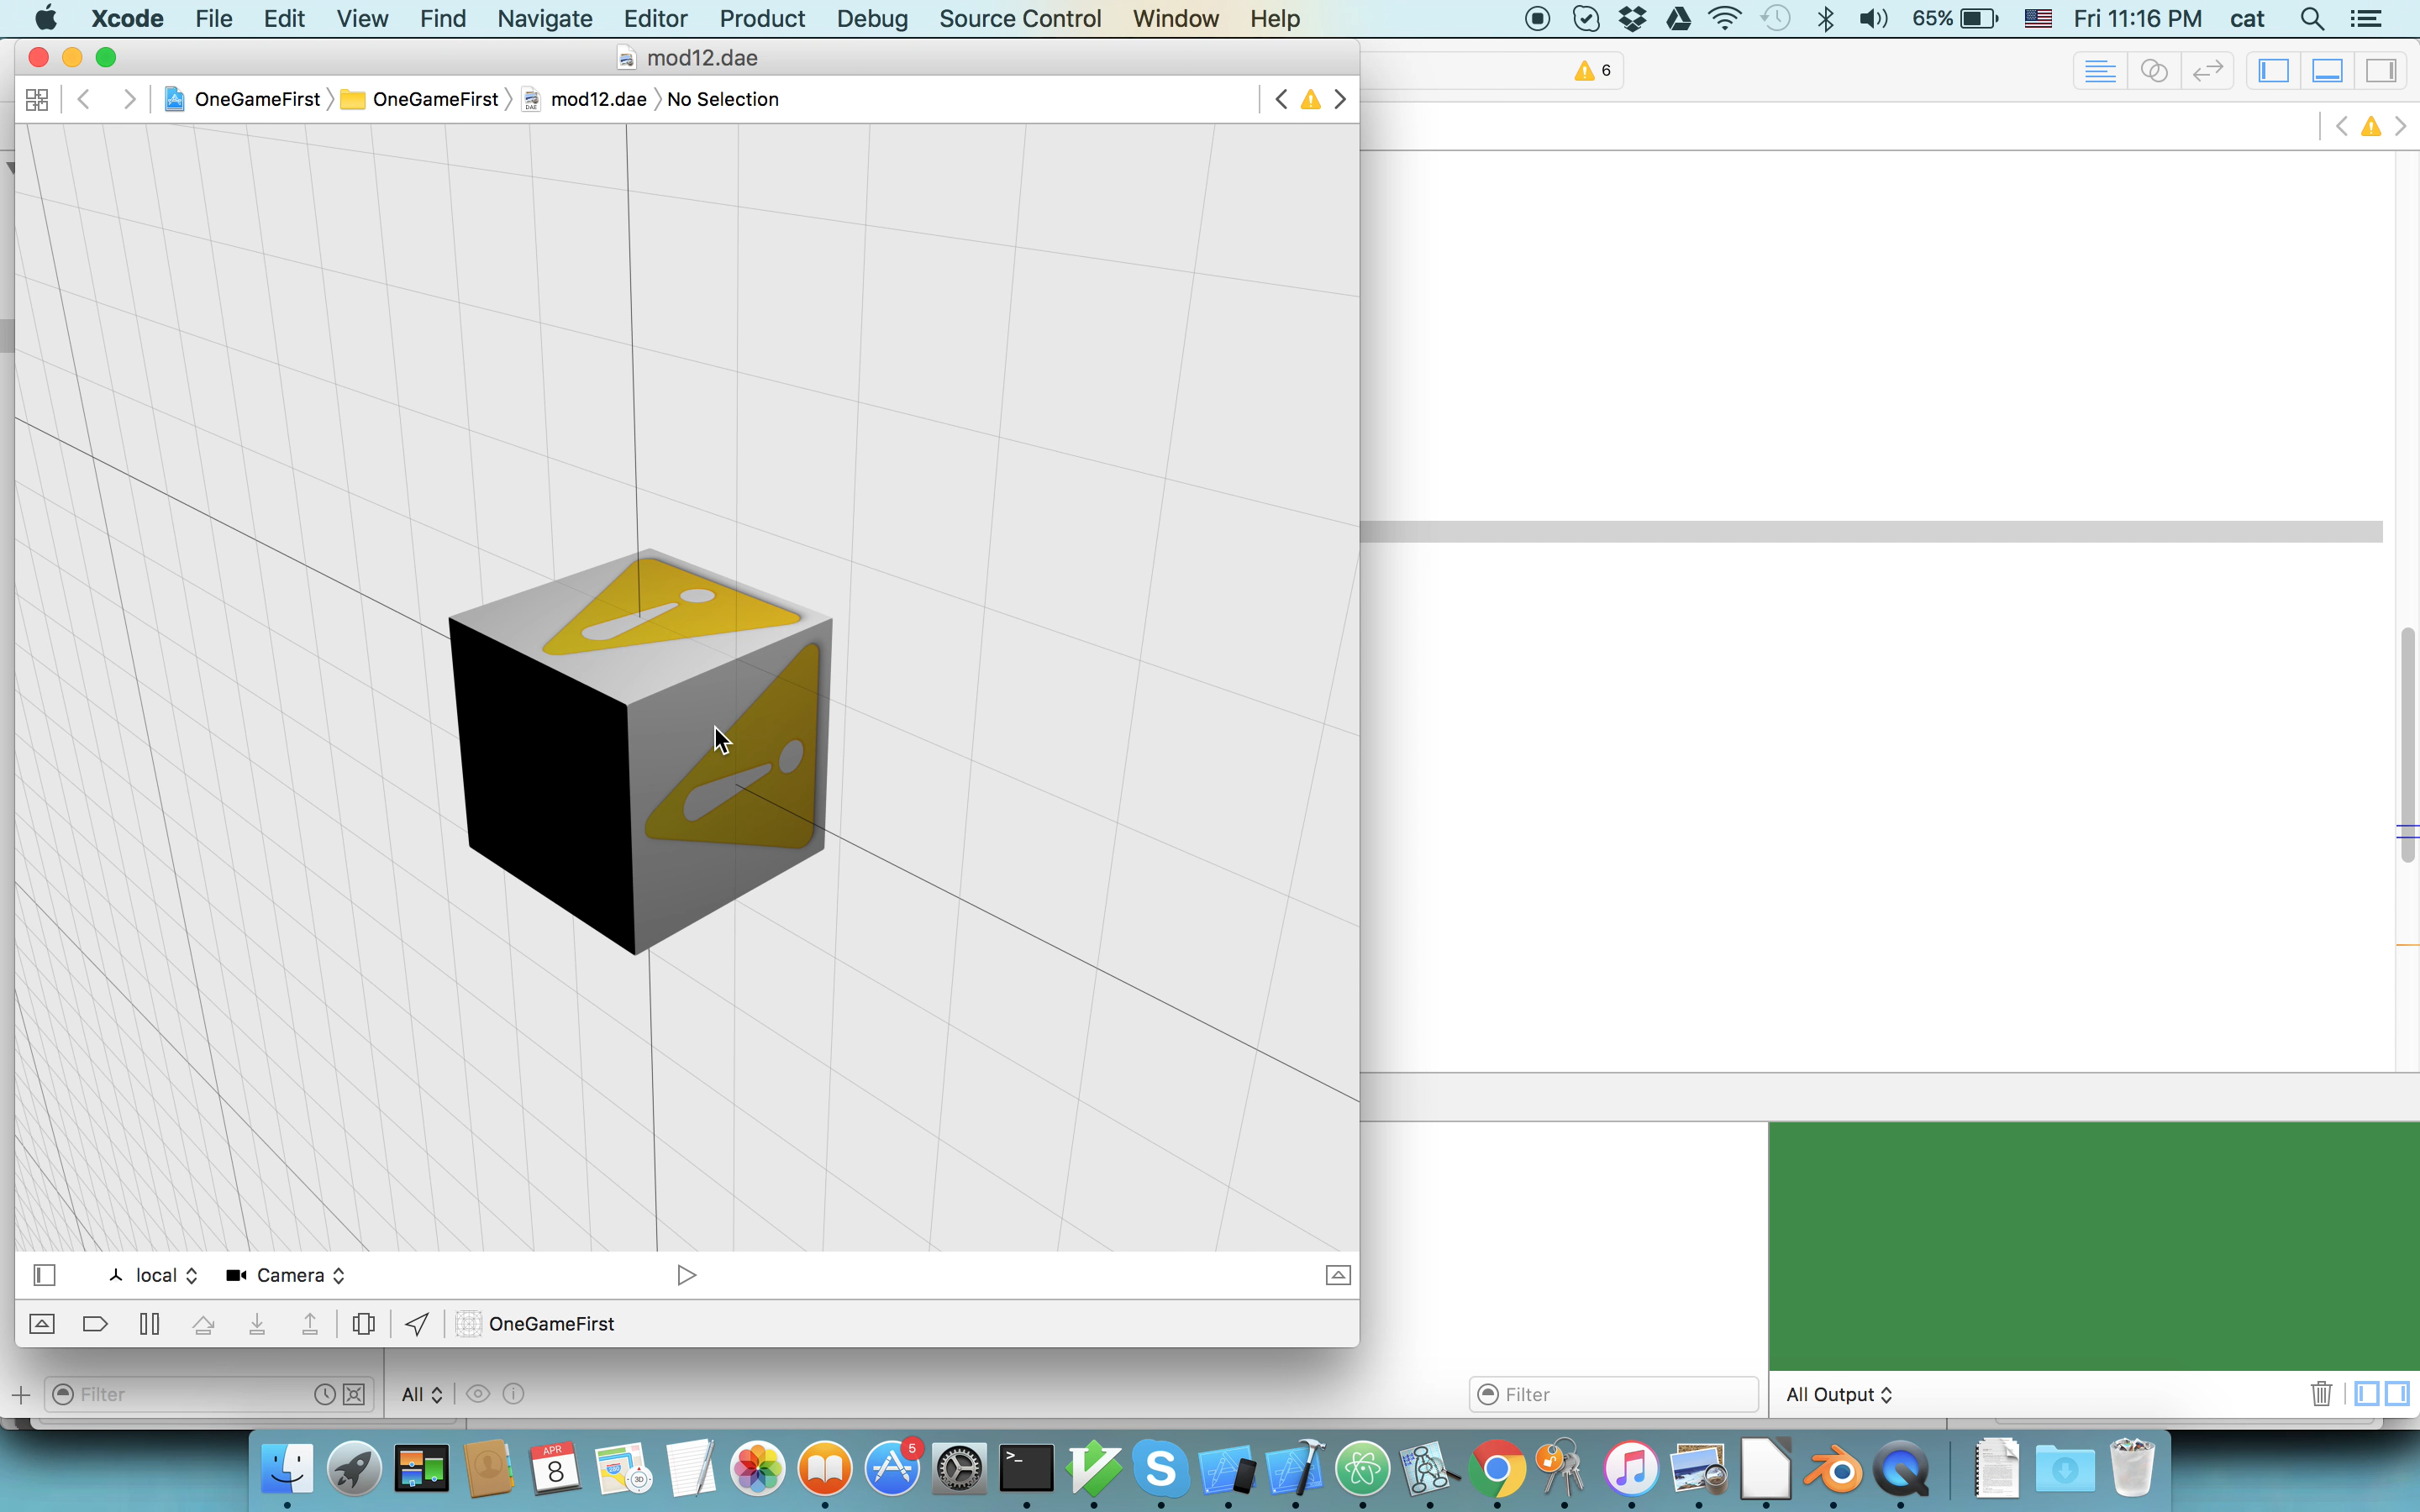 Xcode File Edit View Find Navigate Editor Product Debug Source Control Window Help 65% Fri 11:16 PM cat
mod12.dae
6
OneGameFirst OneGameFirst mod12.dae No Selection
local Camera
OneGameFirst
Filter All Filter All Output
5
APR
8
3D
>_
S